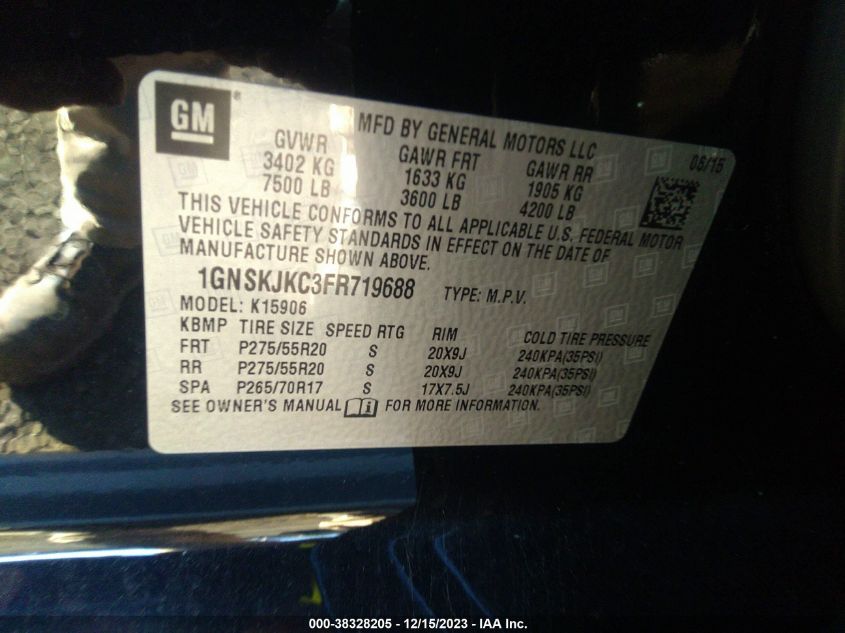 GM
MFD BY GENERAL MOTORS LLC
08/15
GVWR GAWR FRT GAWR RR
3402 KG 1633 KG 1905 KG
7500 LB 3600 LB 4200 LB
THIS VEHICLE CONFORMS TO ALL APPLICABLE U.S. FEDERAL MOTOR
VEHICLE SAFETY STANDARDS IN EFFECT ON THE DATE OF
MANUFACTURE SHOWN ABOVE.
1GNSKJKC3FR719688 TYPE: M.P.V.
MODEL: K15906
KBMP TIRE SIZE SPEED RTG RIM COLD TIRE PRESSURE
FRT P275/55R20 S 20X9J 240KPA(35PSI)
RR P275/55R20 S 20X9J 240KPA(35PSI)
SPA P265/70R17 S 17X7.5J 240KPA(35PSI)
SEE OWNER'S MANUAL FOR MORE INFORMATION.
000-38328205 - 12/15/2023 - IAA Inc.